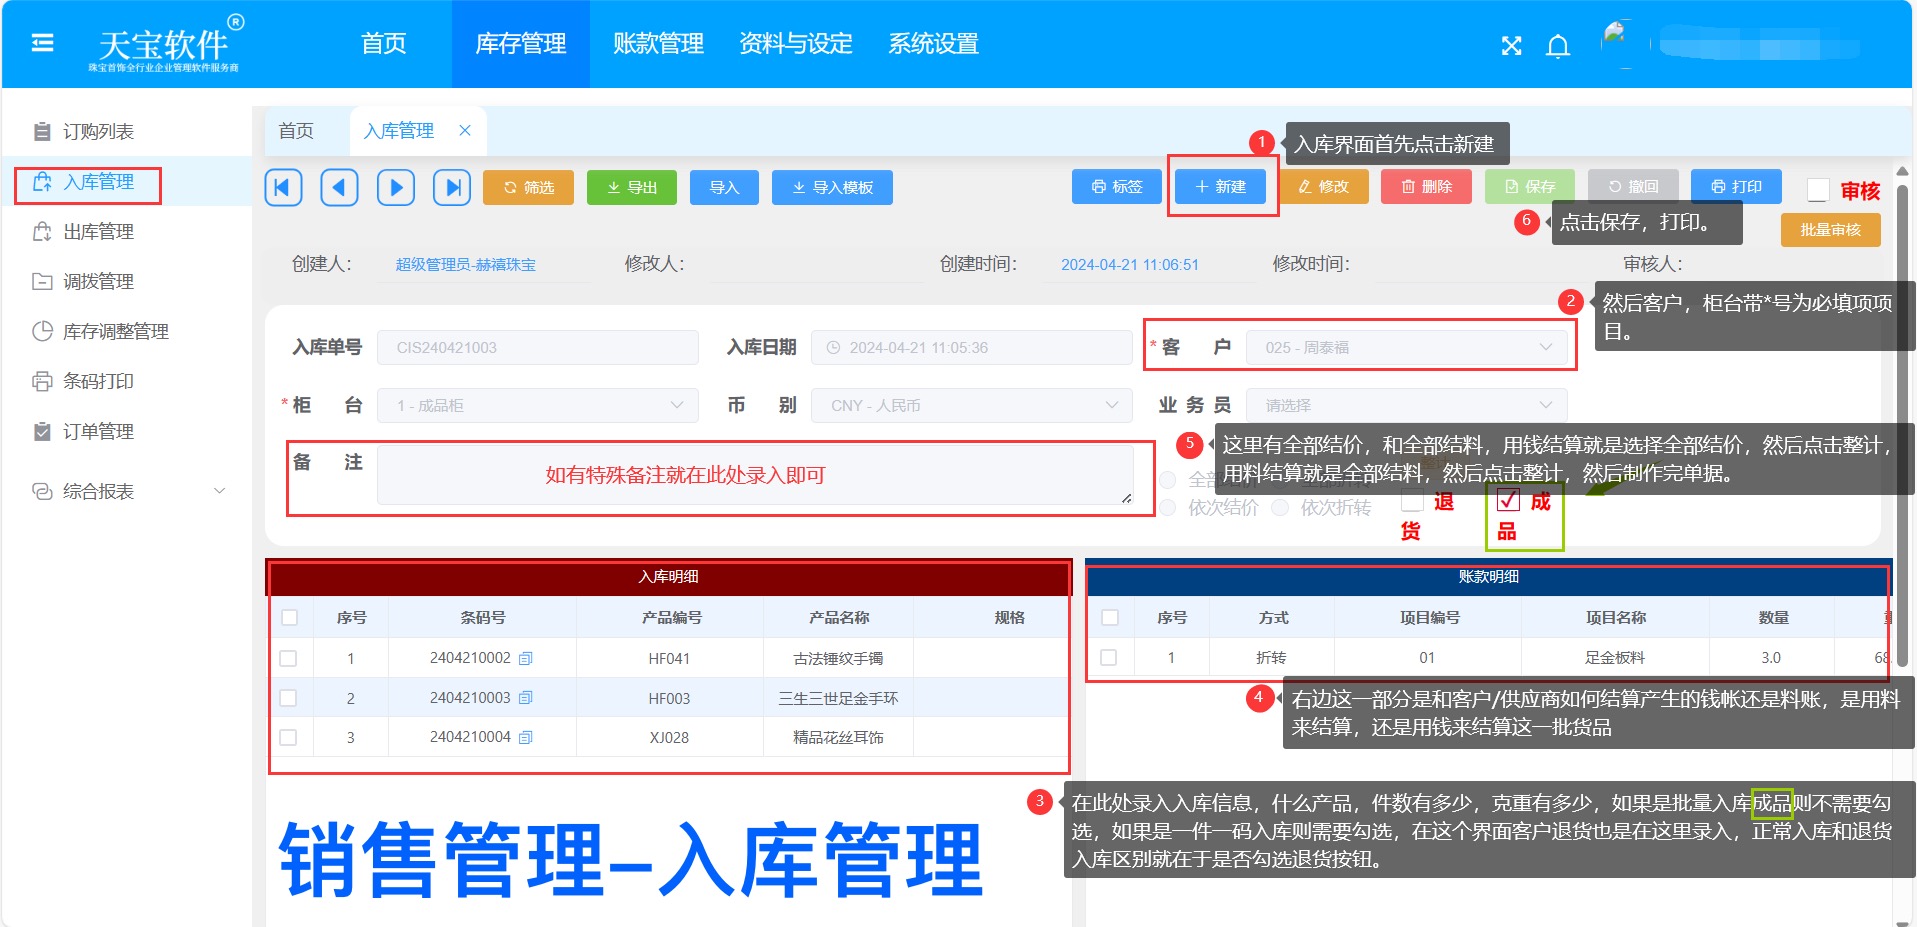 天宝软件®
珠宝首饰全行业企业管理软件服务商
首页
库存管理
账款管理
资料与设定
系统设置
订购列表
入库管理
出库管理
调拨管理
库存调整管理
条码打印
订单管理
综合报表
首页
入库管理
1
入库界面首先点击新建
筛选
导出
导入
导入模板
标签
新建
修改
删除
保存
撤回
打印
审核
6
点击保存，打印。
批量审核
创建人：
超级管理员-赫禧珠宝
修改人：
创建时间：
2024-04-21 11:06:51
修改时间：
审核人：
2
然后客户，柜台带*号为必填项项
目。
入库单号
CIS240421003
入库日期
2024-04-21 11:05:36
*客 户
025 - 周泰福
*柜 台
1 - 成品柜
币 别
CNY - 人民币
业 务 员
请选择
备 注
如有特殊备注就在此处录入即可
5
这里有全部结价，和全部结料，用钱结算就是选择全部结价，然后点击整计，
用料结算就是全部结料，然后点击整计，然后制作完单据。
依次结价
依次折转
退
货
成
品
入库明细
序号
条码号
产品编号
产品名称
规格
1
2404210002
HF041
古法锤纹手镯
2
2404210003
HF003
三生三世足金手环
3
2404210004
XJ028
精品花丝耳饰
账款明细
序号
方式
项目编号
项目名称
数量
1
折转
01
足金板料
3.0
68.
4
右边这一部分是和客户/供应商如何结算产生的钱帐还是料账，是用料
来结算，还是用钱来结算这一批货品
3
在此处录入入库信息，什么产品，件数有多少，克重有多少，如果是批量入库成品则不需要勾
选，如果是一件一码入库则需要勾选，在这个界面客户退货也是在这里录入，正常入库和退货
入库区别就在于是否勾选退货按钮。
销售管理–入库管理